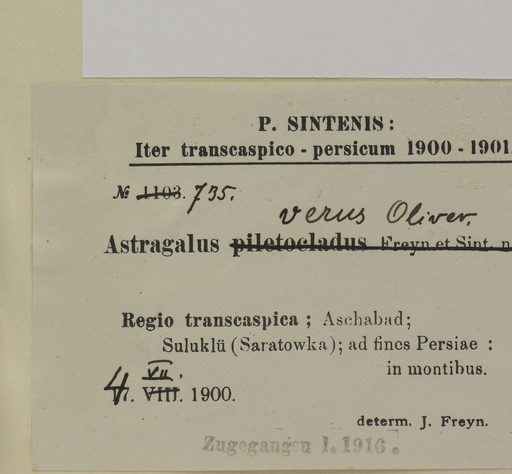 P. SINTENIS:
Iter transcaspico-persicum 1900-1901.
№ 1103. 735.
verus Oliver.
Astragalus piletocladus Freyn et Sint. n
Regio transcaspica; Aschabad;
Suluklü (Saratowka); ad fines Persiae:
in montibus.
VII.
4. VIII. 1900.
determ. J. Freyn.
Zugegangen I. 1916.